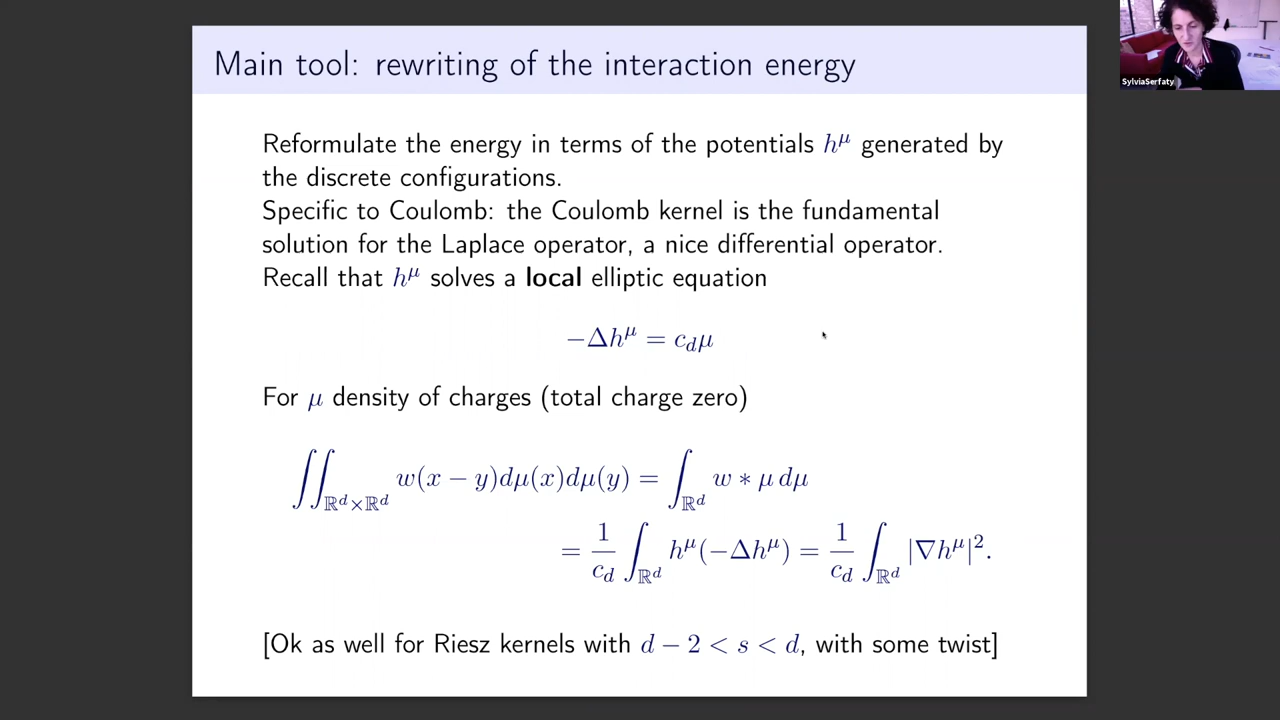 Main tool: rewriting of the interaction energy
SylviaSerfaty
Reformulate the energy in terms of the potentials h^μ generated by
the discrete configurations.
Specific to Coulomb: the Coulomb kernel is the fundamental
solution for the Laplace operator, a nice differential operator.
Recall that h^μ solves a local elliptic equation
−Δh^μ = c_dμ
For μ density of charges (total charge zero)
∬_{ℝ^d×ℝ^d} w(x − y)dμ(x)dμ(y) = ∫_{ℝ^d} w ∗ μ dμ
= 1/c_d ∫_{ℝ^d} h^μ(−Δh^μ) = 1/c_d ∫_{ℝ^d} |∇h^μ|^2.
[Ok as well for Riesz kernels with d − 2 < s < d, with some twist]